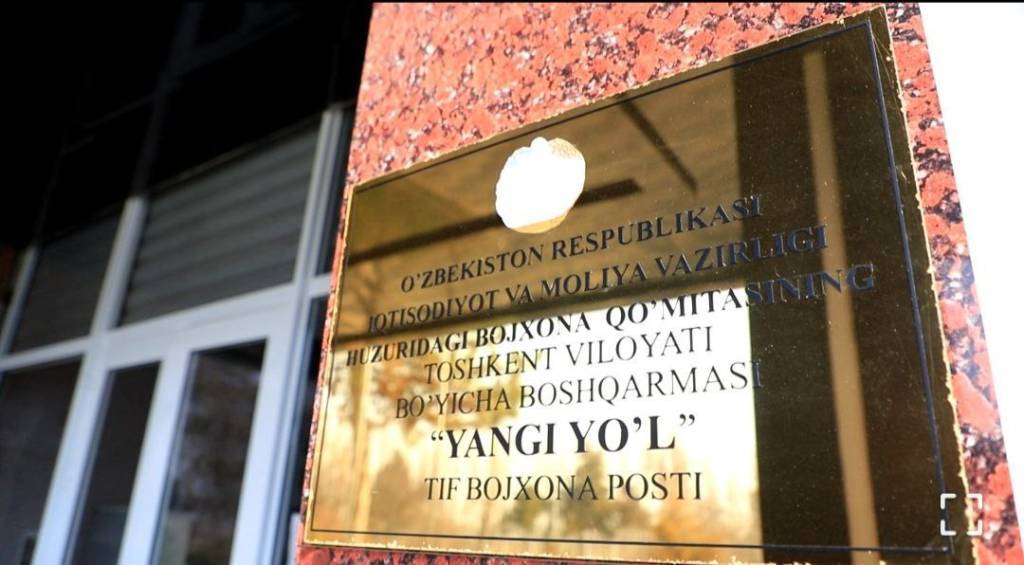 O'ZBEKISTON RESPUBLIKASI
IQTISODIYOT VA MOLIYA VAZIRLIGI
HUZURIDAGI BOJXONA QO'MITASINING
TOSHKENT VILOYATI
BO'YICHA BOSHQARMASI
"YANGI YO'L"
TIF BOJXONA POSTI